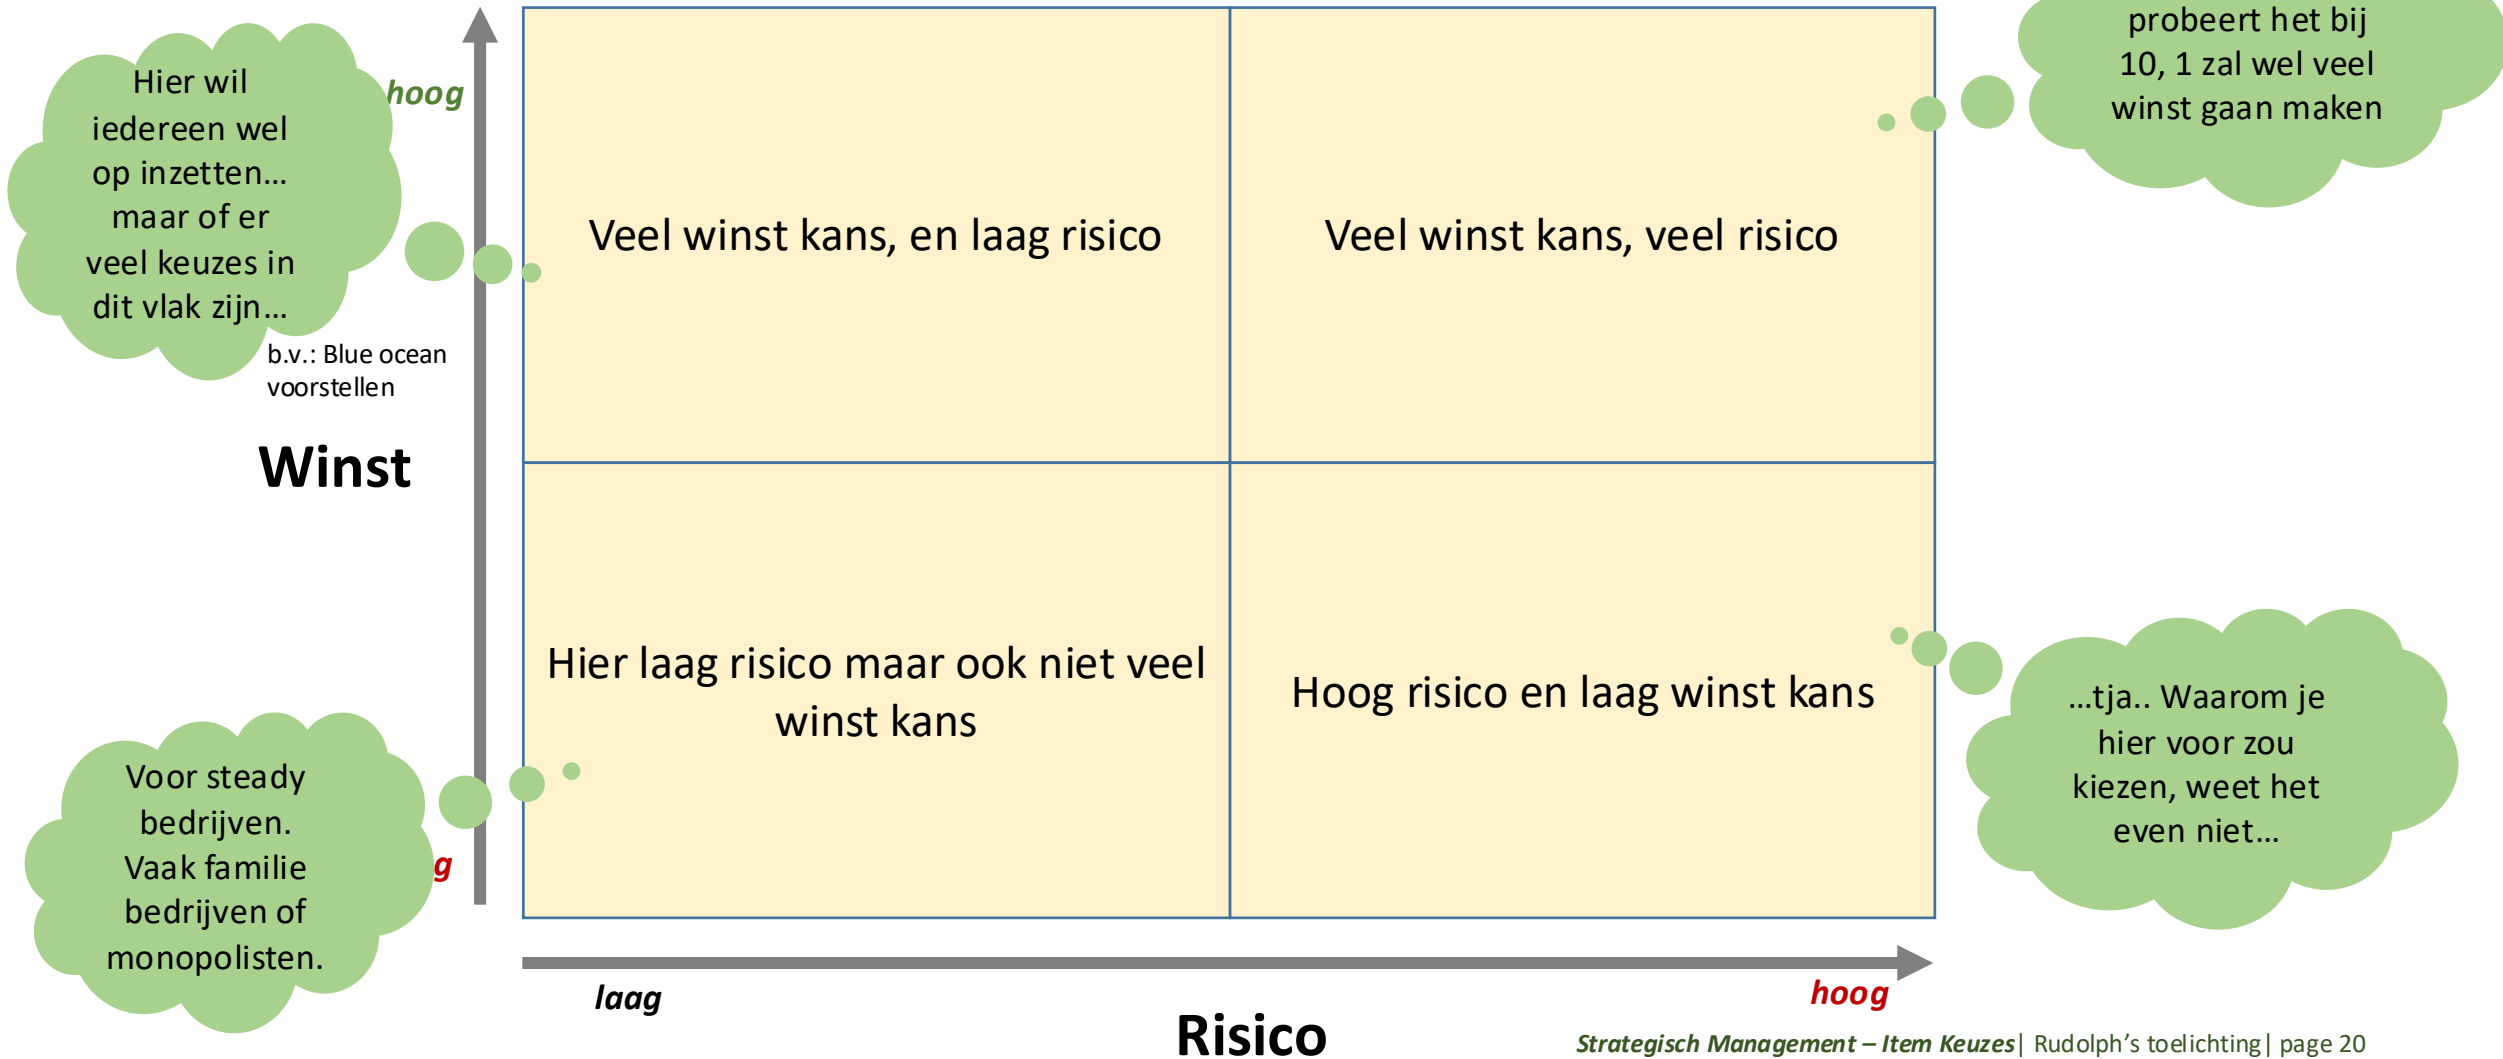 Hier wil
iedereen wel
op inzetten...
maar of er
veel keuzes in
dit vlak zijn...
hoog
b.v.: Blue ocean
voorstellen
Winst
Veel winst kans, en laag risico
Veel winst kans, veel risico
probeert het bij
10, 1 zal wel veel
winst gaan maken
Hier laag risico maar ook niet veel
winst kans
Hoog risico en laag winst kans
...tja.. Waarom je
hier voor zou
kiezen, weet het
even niet...
Voor steady
bedrijven.
Vaak familie
bedrijven of
monopolisten.
g
laag
hoog
Risico
Strategisch Management – Item Keuzes| Rudolph's toelichting| page 20